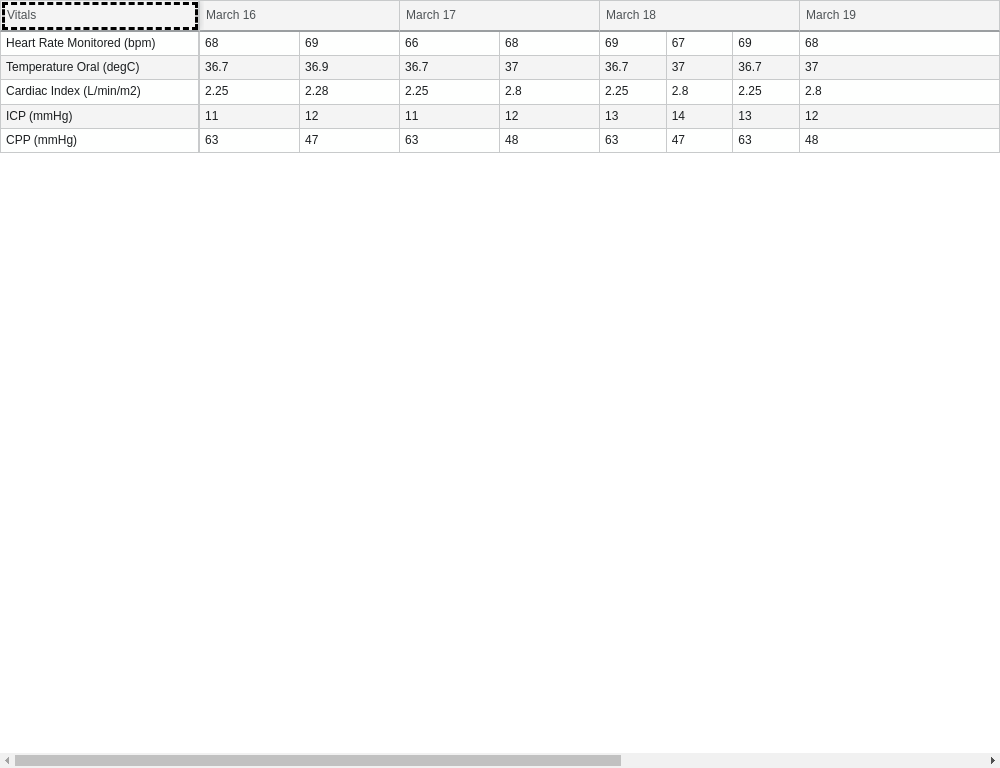 Vitals March 16 March 17 March 18 March 19
Heart Rate Monitored (bpm) 68 69 66 68 69 67 69 68
Temperature Oral (degC) 36.7 36.9 36.7 37 36.7 37 36.7 37
Cardiac Index (L/min/m2) 2.25 2.28 2.25 2.8 2.25 2.8 2.25 2.8
ICP (mmHg) 11 12 11 12 13 14 13 12
CPP (mmHg) 63 47 63 48 63 47 63 48